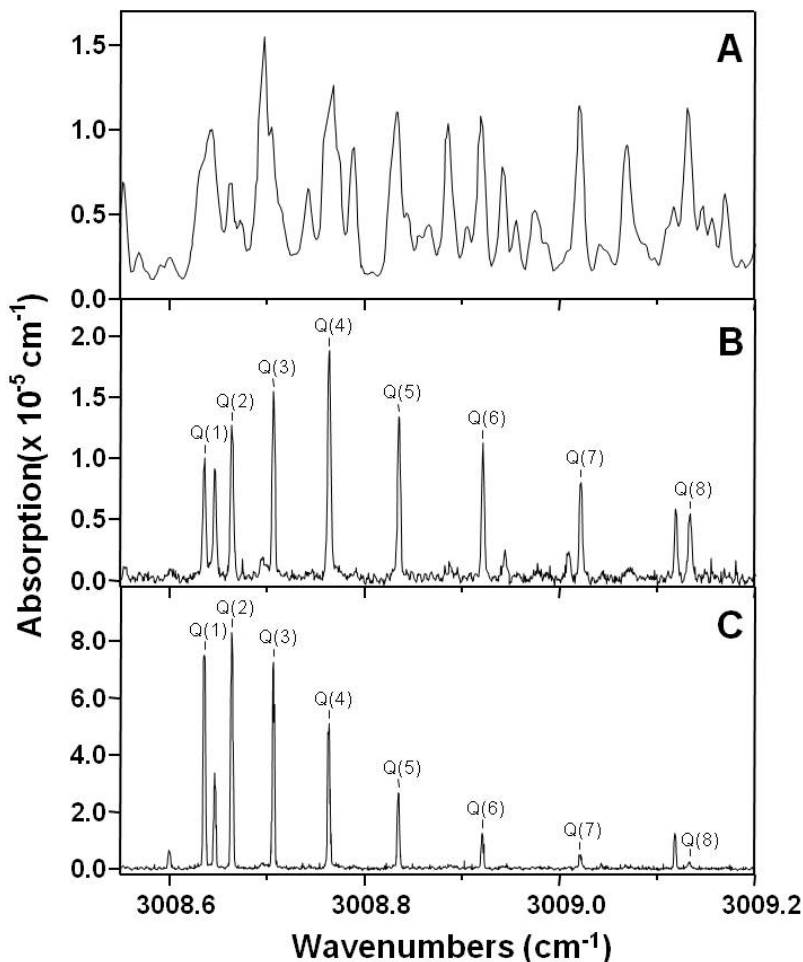 A
1.5
1.0
0.5
0.0
B
2.0
1.5
1.0
0.5
0.0
Q(1)
Q(2)
Q(3)
Q(4)
Q(5)
Q(6)
Q(7)
Q(8)
C
8.0
6.0
4.0
2.0
0.0
Q(1)
Q(2)
Q(3)
Q(4)
Q(5)
Q(6)
Q(7)
Q(8)
Absorption(x 10⁻⁵ cm⁻¹)
3008.6 3008.8 3009.0 3009.2
Wavenumbers (cm⁻¹)